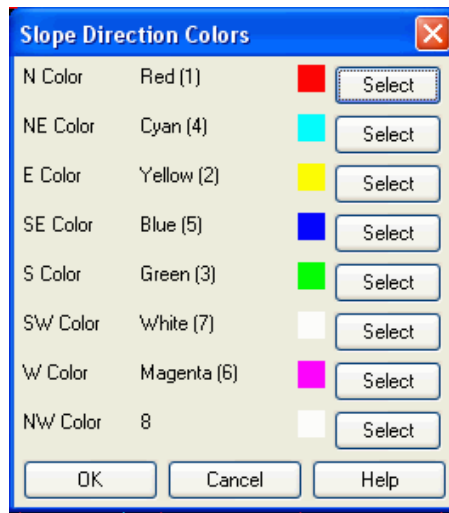 Slope Direction Colors
N Color Red (1) Select
NE Color Cyan (4) Select
E Color Yellow (2) Select
SE Color Blue (5) Select
S Color Green (3) Select
SW Color White (7) Select
W Color Magenta (6) Select
NW Color 8 Select
OK Cancel Help